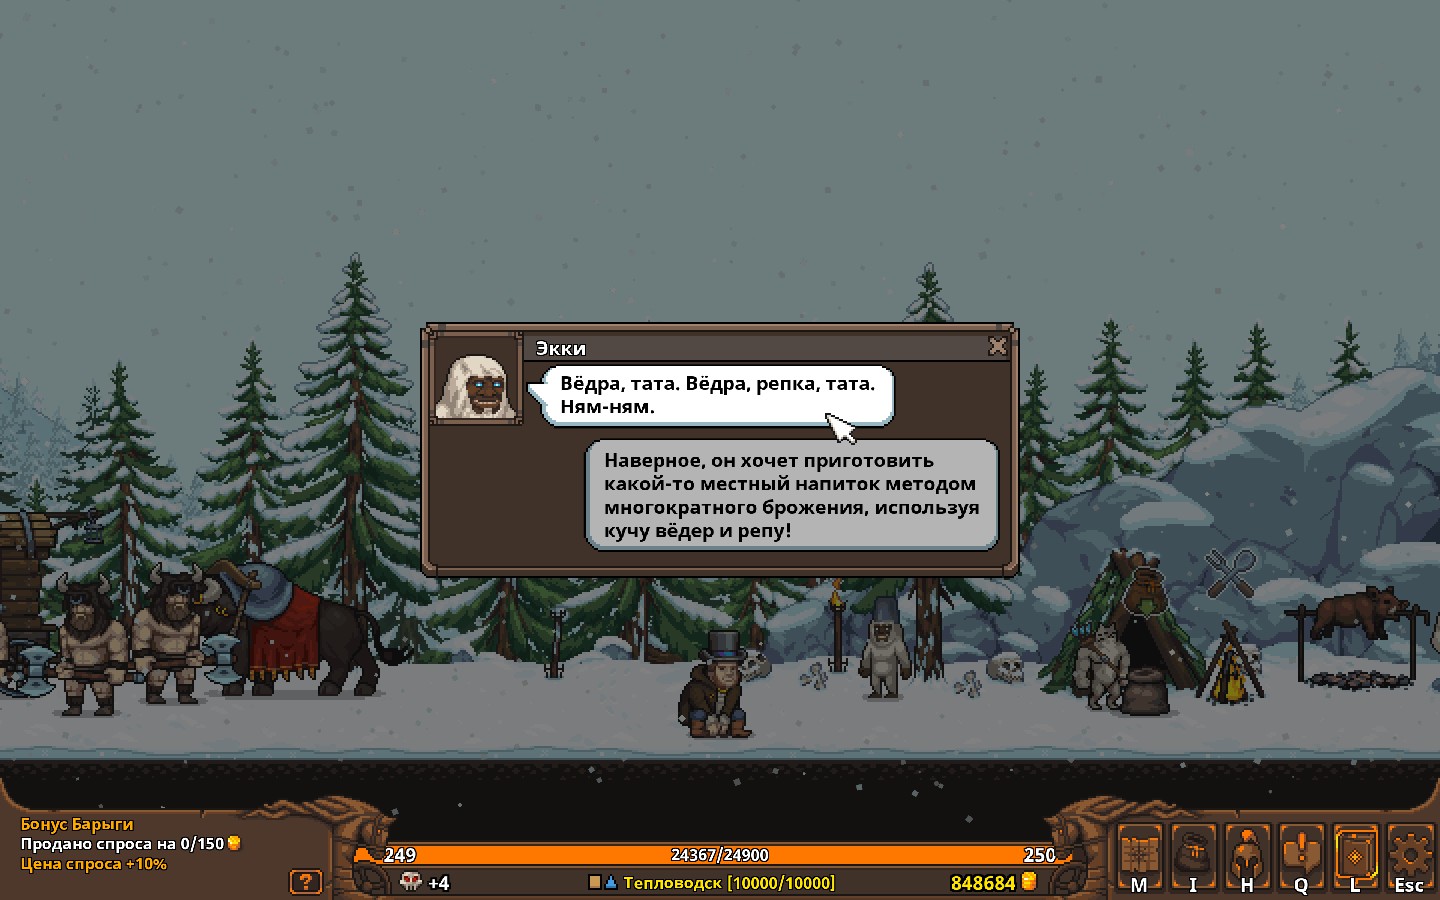 Экки
Вёдра, тата. Вёдра, репка, тата.
Ням-ням.
Наверное, он хочет приготовить
какой-то местный напиток методом
многократного брожения, используя
кучу вёдер и репу!
Бонус Барыги
Продано спроса на 0/150
Цена спроса +10%
?
249
24367/24900
250
+4
Тепловодск [10000/10000]
848684
M
I
H
Q
L
Esc